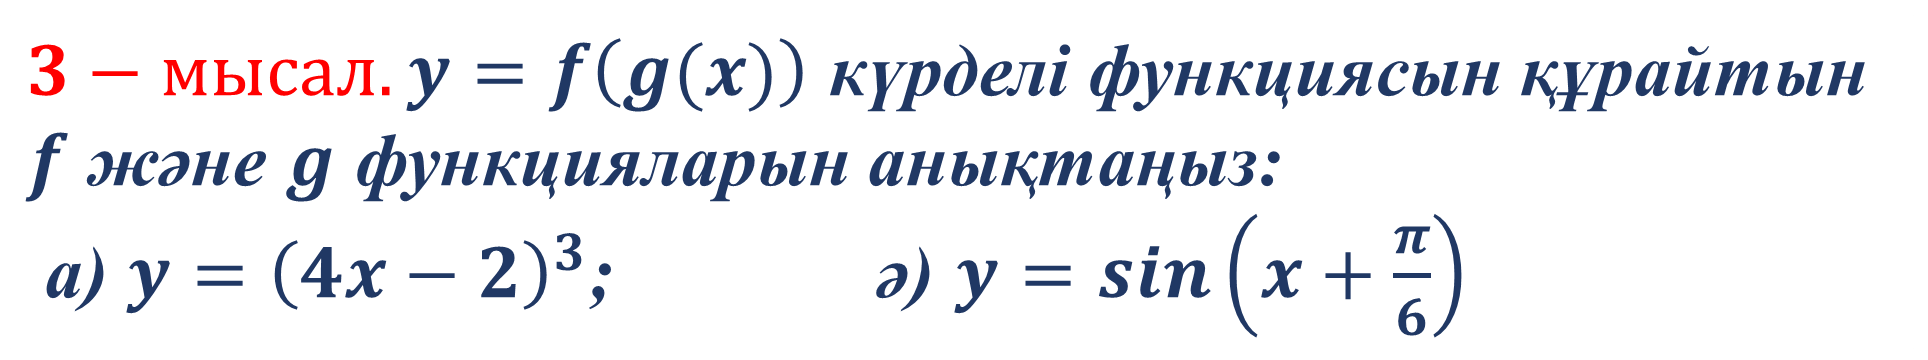 3 − мысал. y = f(g(x)) күрделі функциясын құрайтын
f және g функцияларын анықтаңыз:
а) y = (4x − 2)³;  ә) y = sin(x + π/6)